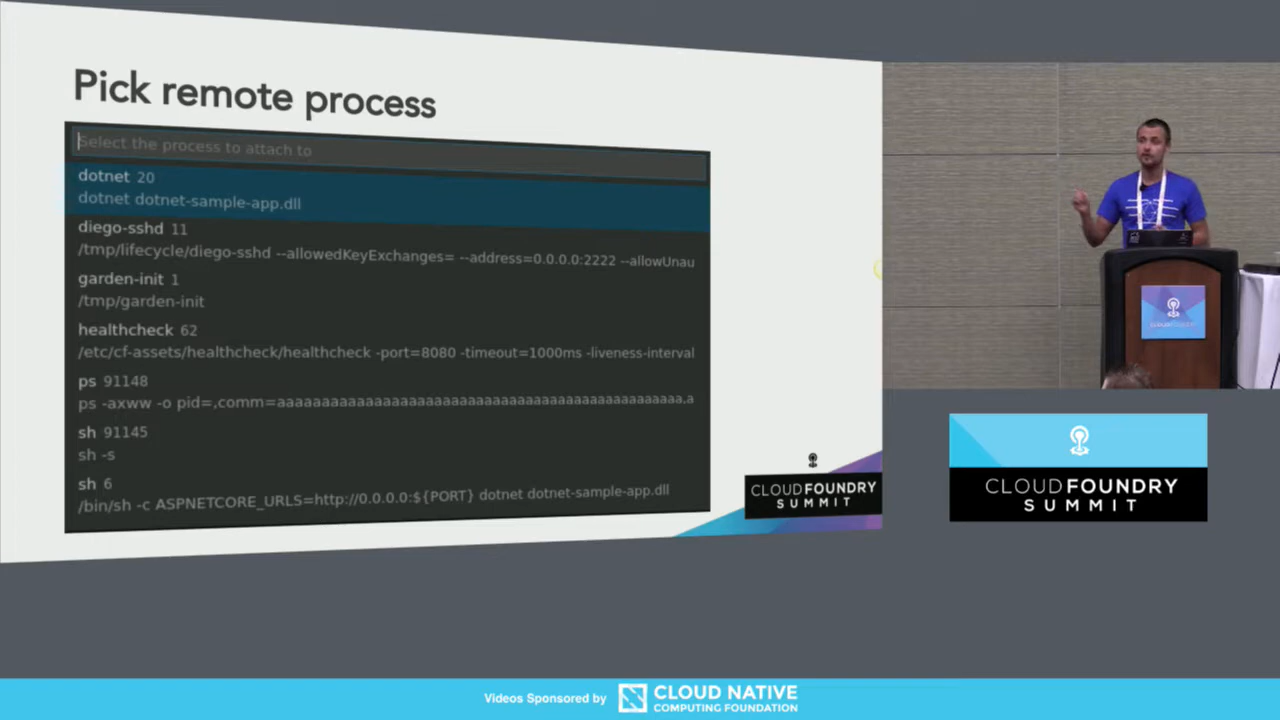 Pick remote process
Select the process to attach to
dotnet 20
dotnet dotnet-sample-app.dll
diego-sshd 11
/tmp/lifecycle/diego-sshd --allowedKeyExchanges= --address=0.0.0.0:2222 --allowUnau
garden-init 1
/tmp/garden-init
healthcheck 62
/etc/cf-assets/healthcheck/healthcheck -port=8080 -timeout=1000ms -liveness-interval
ps 91148
ps -axww -o pid=,comm=aaaaaaaaaaaaaaaaaaaaaaaaaaaaaaaaaaaaaaaaaaaaaaaaaa,a
sh 91145
sh -s
sh 6
/bin/sh -c ASPNETCORE_URLS=http://0.0.0.0:${PORT} dotnet dotnet-sample-app.dll
CLOUDFOUNDRY
SUMMIT
CLOUDFOUNDRY
SUMMIT
Videos Sponsored by
CLOUD NATIVE
COMPUTING FOUNDATION